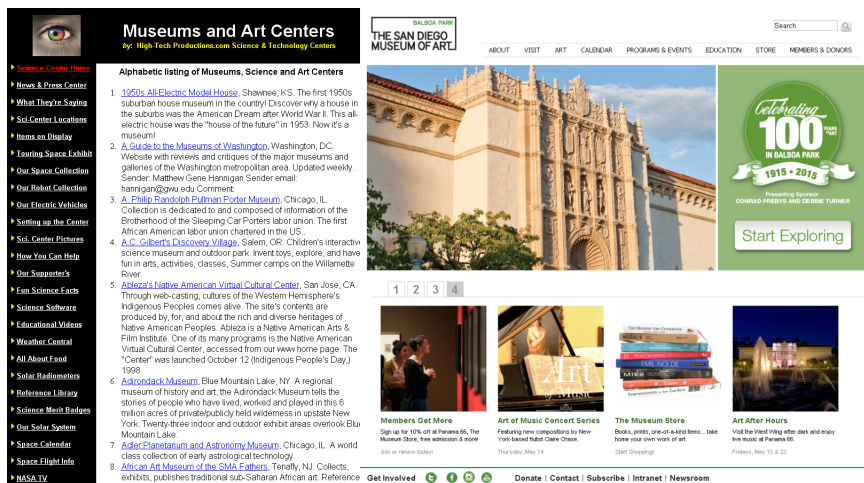 Museums and Art Centers
by: High-Tech Productions.com Science & Technology Centers
Science Center Home
News & Press Center
What They're Saying
Sci-Center Locations
Items on Display
Touring Space Exhibit
Our Space Collection
Our Robot Collection
Our Electric Vehicles
Setting up the Center
Sci. Center Pictures
How You Can Help
Our Supporter's
Fun Science Facts
Science Software
Educational Videos
Weather Central
All About Food
Solar Radiometers
Reference Library
Science Merit Badges
Our Solar System
Space Calendar
Space Flight Info
NASA TV
Alphabetic listing of Museums, Science and Art Centers
1. 1950s All-Electric Model House, Shawnee, KS. The first 1950s
suburban house museum in the country! Discover why a house in
the suburbs was the American Dream after World War II. This all-
electric house was the "house of the future" in 1953. Now it's a
museum!
2. A Guide to the Museums of Washington, Washington, DC.
Website with reviews and critiques of the major museums and
galleries of the Washington metropolitan area. Updated weekly.
Sender: Matthew Gene Hannigan Sender email:
hannigan@gwu.edu Comment:
3. A. Philip Randolph Pullman Porter Museum, Chicago, IL.
Collection is dedicated to and composed of information of the
Brotherhood of the Sleeping Car Porters labor union. The first
African American labor union chartered in the US..
4. A.C. Gilbert's Discovery Village, Salem, OR. Children's interactive
science museum and outdoor park. Invent toys, explore, and have
fun in arts, activities, classes, Summer camps on the Willamette
River.
5. Ableza's Native American Virtual Cultural Center, San Jose, CA.
Through web-casting, cultures of the Western Hemisphere's
Indigenous Peoples comes alive. The site's contents are
produced by, for, and about the rich and diverse heritages of
Native American Peoples. Ableza is a Native American Arts &
Film Institute. One of its many programs is the Native American
Virtual Cultural Center, accessed from our www home page. The
"Center" was launched October 12 (Indigenous People's Day,)
1998.
6. Adirondack Museum, Blue Mountain Lake, NY. A regional
museum of history and art, the Adirondack Museum tells the
stories of people who have lived, worked and played in this 6
million acres of private/publicly held wilderness in upstate New
York. Twenty-three indoor and outdoor exhibit areas overlook Blue
Mountain Lake.
7. Adler Planetarium and Astronomy Museum, Chicago, IL. A world
class collection of early astrological technology.
8. African Art Museum of the SMA Fathers, Tenafly, NJ. Collects,
exhibits, publishes traditional sub-Saharan African art. Reference
BALBOA PARK
THE SAN DIEGO
MUSEUM OF ART
Search
ABOUT VISIT ART CALENDAR PROGRAMS & EVENTS EDUCATION STORE MEMBERS & DONORS
Celebrating
100 YEARS OF ART
IN BALBOA PARK
1915 • 2015
Presenting Sponsor
CONRAD PREBYS AND DEBBIE TURNER
Start Exploring
1 2 3 4
Members Get More
Sign up for 10% off at Panama 66, The
Museum Store, free admission & more!
Join or renew today!
Art of Music
Art of Music Concert Series
Featuring new compositions by New
York-based flutist Claire Chase.
Thursday, May 14
EMIL NOLDE
The Museum Store
Books, prints, one-of-a-kind items...take
home your own work of art.
Start Shopping!
Art After Hours
Visit the West Wing after dark and enjoy
live music at Panama 66.
Fridays, May 15 & 22
Get Involved
Donate | Contact | Subscribe | Intranet | Newsroom